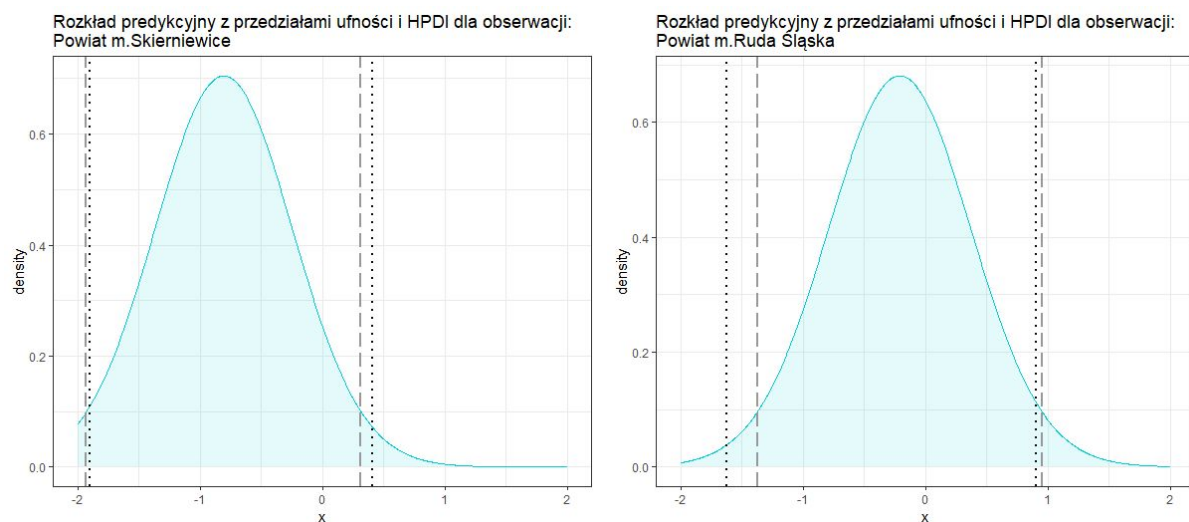 Rozkład predykcyjny z przedziałami ufności i HPDI dla obserwacji:
Powiat m.Skierniewice
0.6
0.4
0.2
0.0
density
-2
-1
0
1
2
x
Rozkład predykcyjny z przedziałami ufności i HPDI dla obserwacji:
Powiat m.Ruda Śląska
0.6
0.4
0.2
0.0
density
-2
-1
0
1
2
x